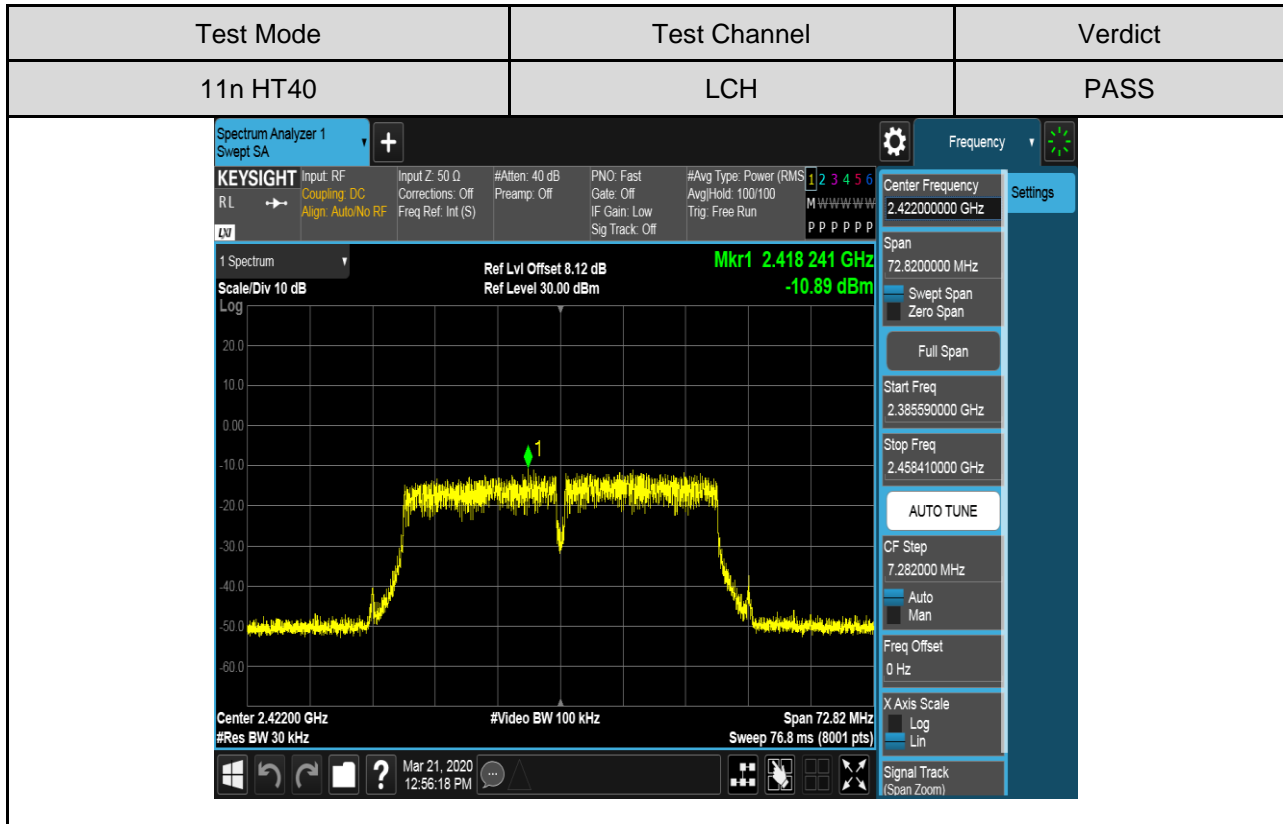 Test Mode Test Channel Verdict
11n HT40 LCH PASS
Spectrum Analyzer 1
Swept SA
+
Frequency
KEYSIGHT
RL
LXI
Input: RF
Coupling: DC
Align: Auto/No RF
Input Z: 50 Ω
Corrections: Off
Freq Ref: Int (S)
#Atten: 40 dB
Preamp: Off
PNO: Fast
Gate: Off
IF Gain: Low
Sig Track: Off
#Avg Type: Power (RMS
Avg|Hold: 100/100
Trig: Free Run
1 2 3 4 5 6
M W W W W W
P P P P P P
1 Spectrum
Scale/Div 10 dB
Ref Lvl Offset 8.12 dB
Ref Level 30.00 dBm
Mkr1 2.418 241 GHz
-10.89 dBm
Log
20.0
10.0
0.00
-10.0
-20.0
-30.0
-40.0
-50.0
-60.0
1
Center 2.42200 GHz
#Res BW 30 kHz
#Video BW 100 kHz
Span 72.82 MHz
Sweep 76.8 ms (8001 pts)
Center Frequency
2.422000000 GHz
Settings
Span
72.8200000 MHz
Swept Span
Zero Span
Full Span
Start Freq
2.385590000 GHz
Stop Freq
2.458410000 GHz
AUTO TUNE
CF Step
7.282000 MHz
Auto
Man
Freq Offset
0 Hz
X Axis Scale
Log
Lin
Signal Track
(Span Zoom)
?
Mar 21, 2020
12:56:18 PM